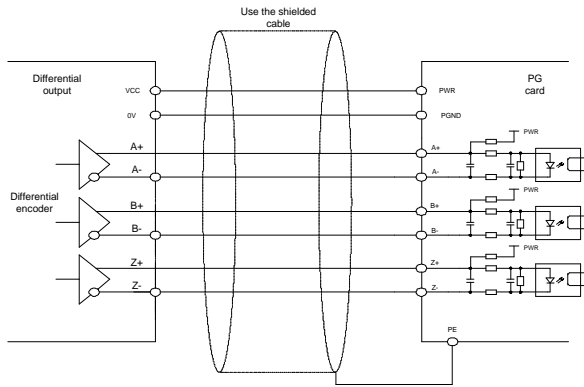 Use the shielded
cable
Differential
output
PG
card
VCC
PWR
0V
PGND
A+
A+
PWR
A-
A-
Differential
encoder
B+
B+
PWR
B-
B-
Z+
Z+
PWR
Z-
Z-
PE